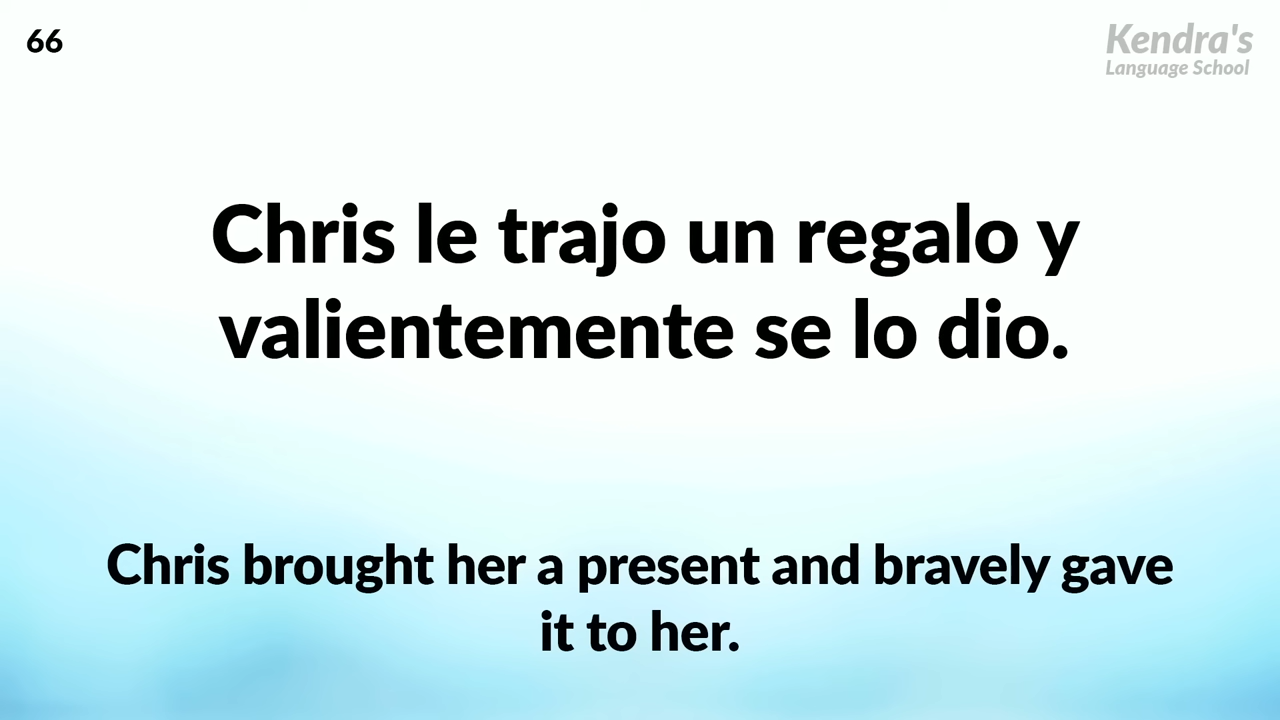 66
Kendra's
Language School
Chris le trajo un regalo y
valientemente se lo dio.
Chris brought her a present and bravely gave
it to her.